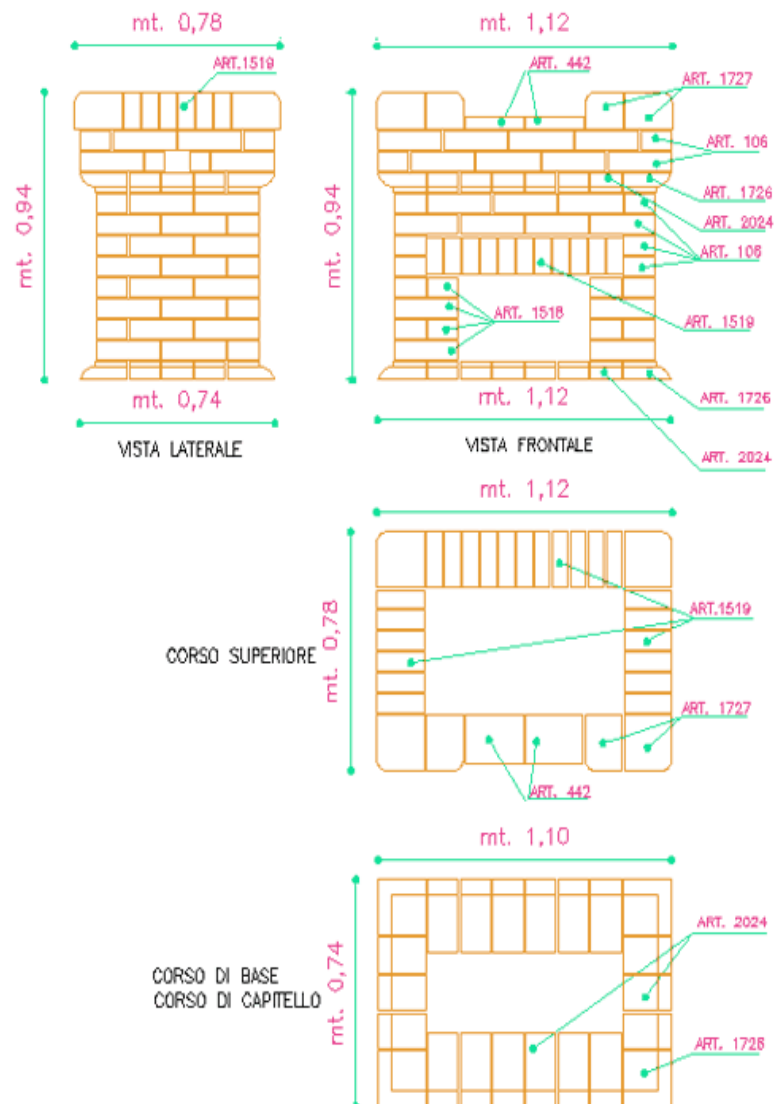 mt. 0,78
mt. 1,12
ART.1519
ART. 442
ART. 1727
ART. 106
ART. 1726
ART. 2024
ART. 106
mt. 0,94
mt. 0,94
ART. 1518
ART. 1519
mt. 0,74
mt. 1,12
ART. 1726
VISTA LATERALE
VISTA FRONTALE
ART. 2024
mt. 1,12
mt. 0,78
ART.1519
CORSO SUPERIORE
ART. 1727
ART. 442
mt. 1,10
mt. 0,74
ART. 2024
CORSO DI BASE
CORSO DI CAPITELLO
ART. 1726